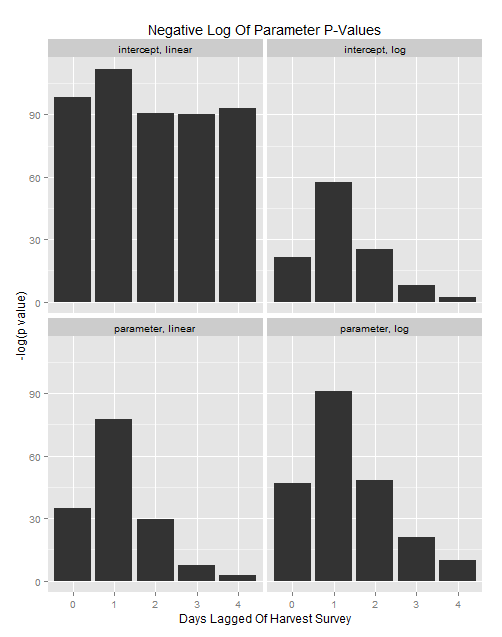 Negative Log Of Parameter P-Values
intercept, linear
intercept, log
90
60
30
0
parameter, linear
parameter, log
90
60
30
0
0 1 2 3 4
0 1 2 3 4
Days Lagged Of Harvest Survey
-log(p value)